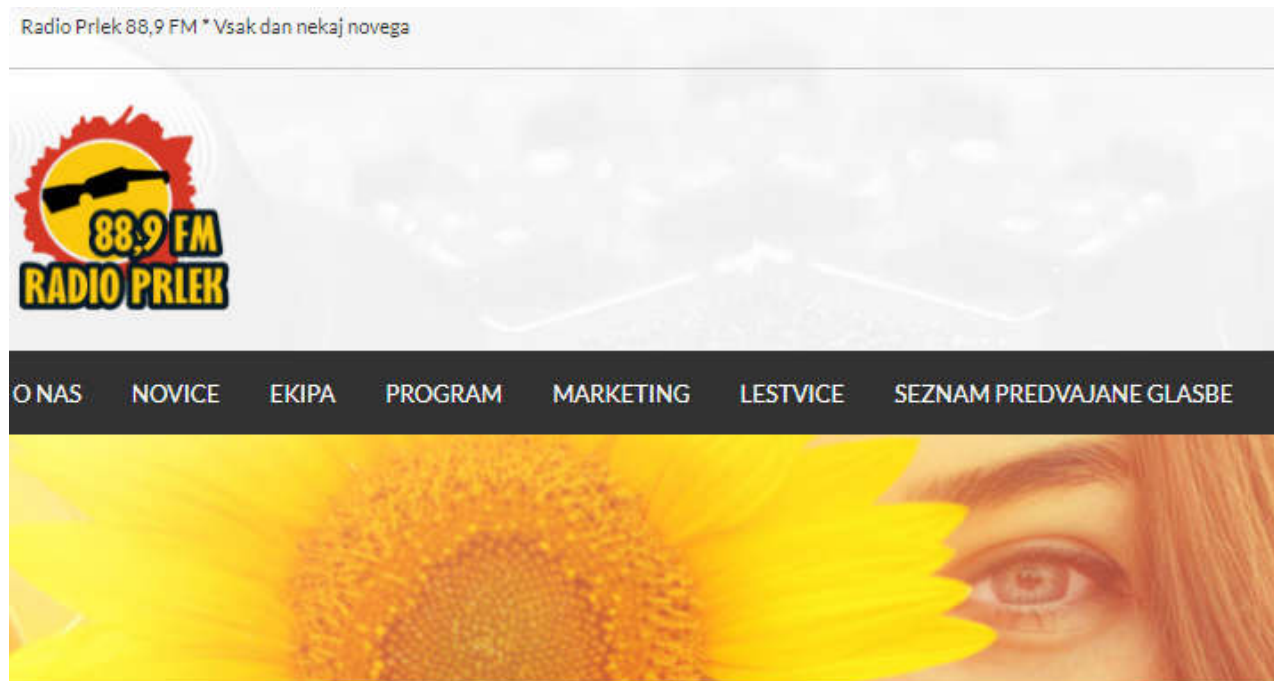 Radio Prlek 88,9 FM * Vsak dan nekaj novega
88,9 FM
RADIO PRLEK
O NAS NOVICE EKIPA PROGRAM MARKETING LESTVICE SEZNAM PREDVAJANE GLASBE